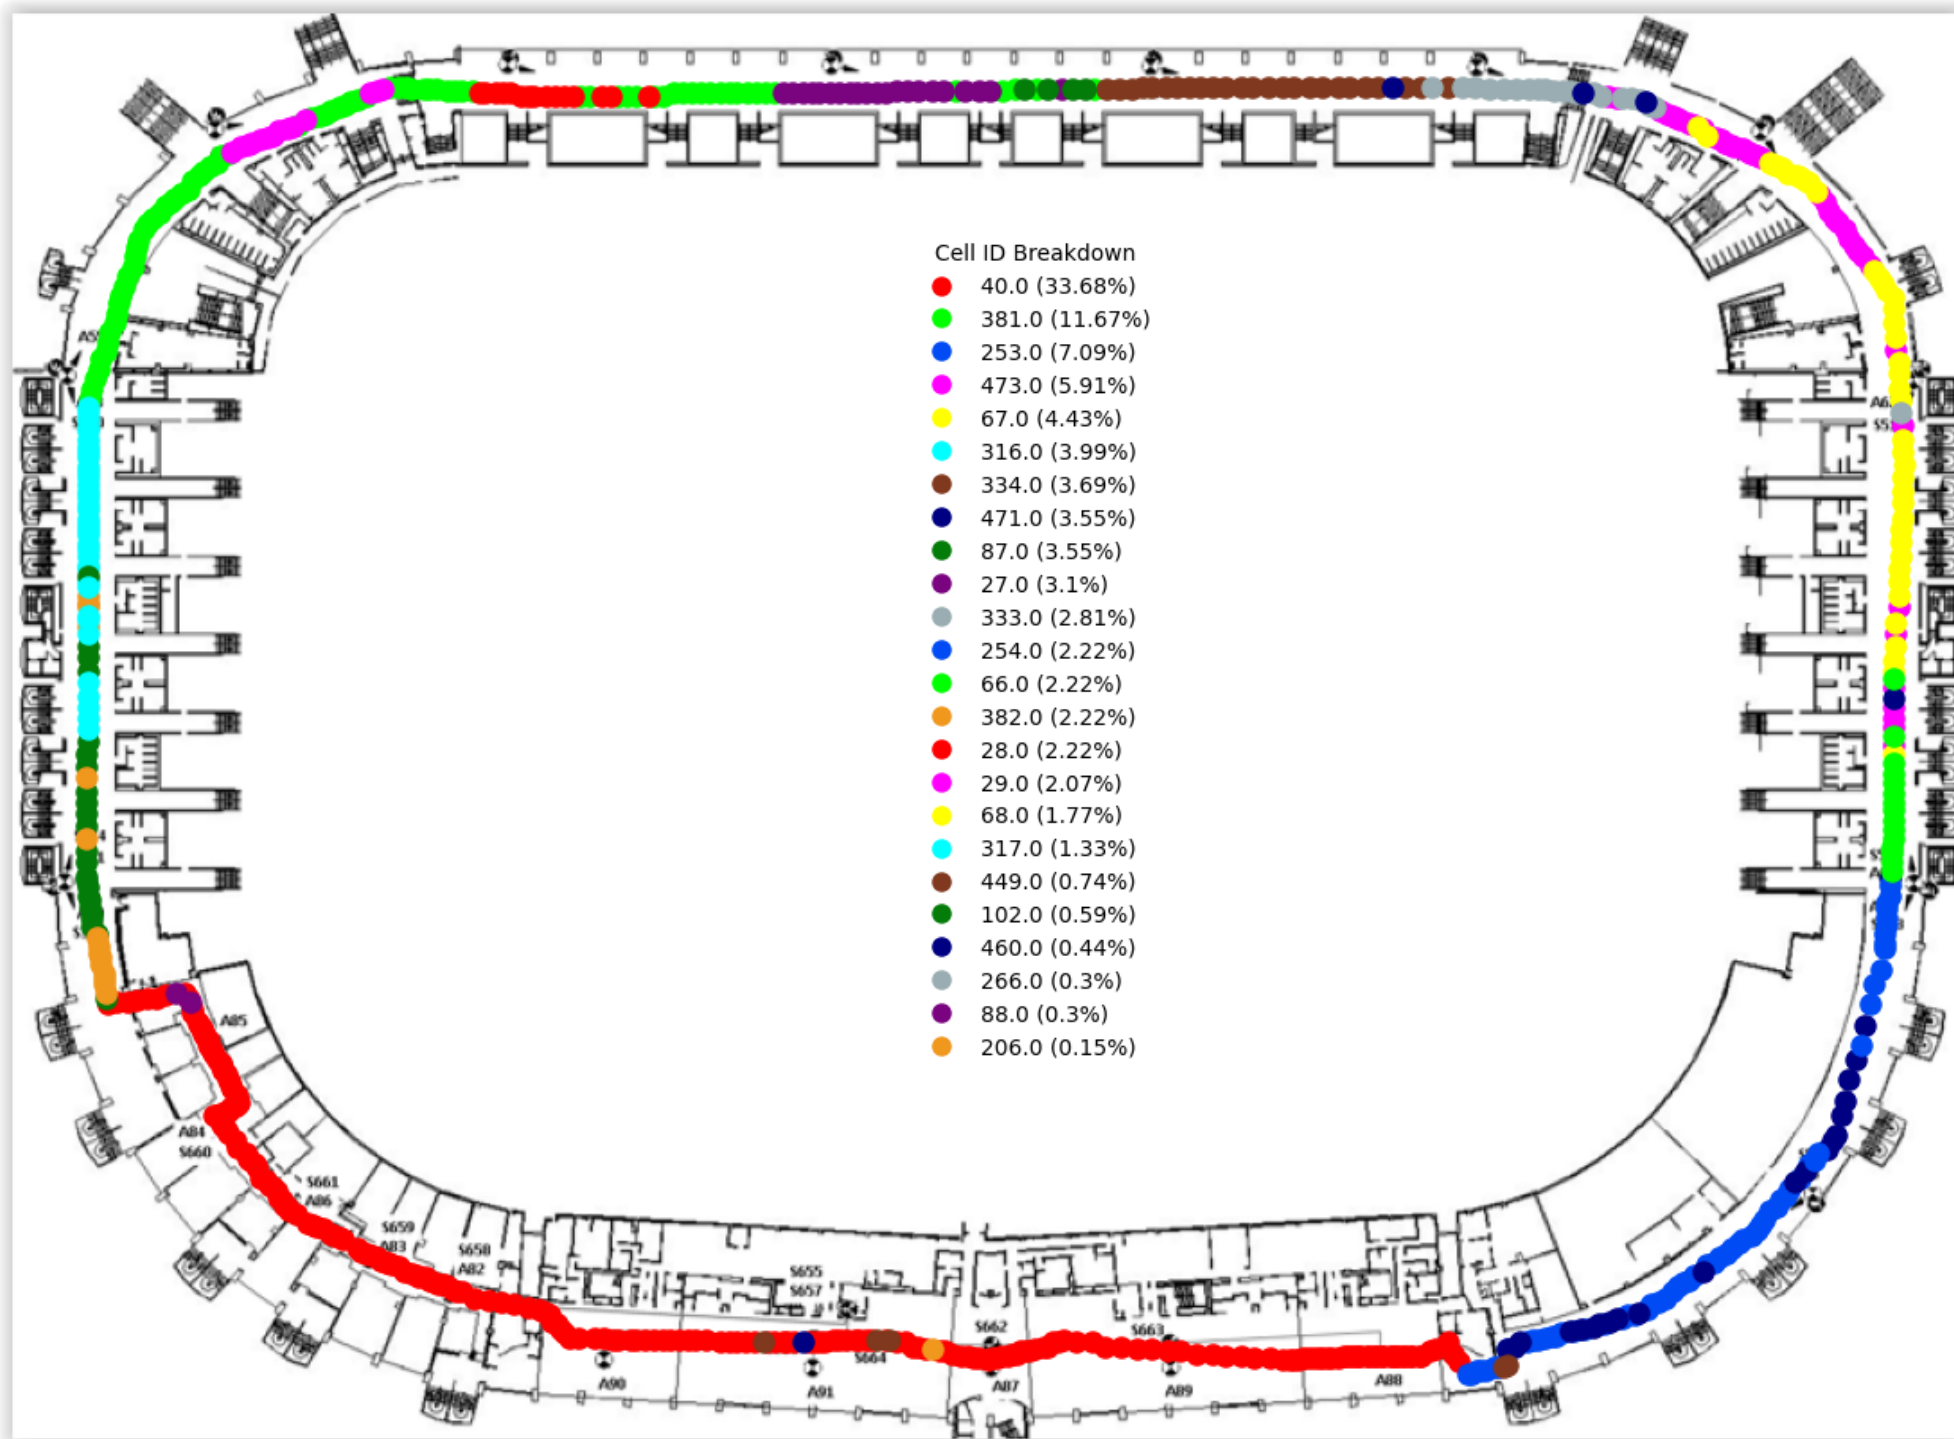 Cell ID Breakdown
40.0 (33.68%)
381.0 (11.67%)
253.0 (7.09%)
473.0 (5.91%)
67.0 (4.43%)
316.0 (3.99%)
334.0 (3.69%)
471.0 (3.55%)
87.0 (3.55%)
27.0 (3.1%)
333.0 (2.81%)
254.0 (2.22%)
66.0 (2.22%)
382.0 (2.22%)
28.0 (2.22%)
29.0 (2.07%)
68.0 (1.77%)
317.0 (1.33%)
449.0 (0.74%)
102.0 (0.59%)
460.0 (0.44%)
266.0 (0.3%)
88.0 (0.3%)
206.0 (0.15%)
A85
A84
S660
S661
A86
S659
A83
S658
A82
S655
S657
S662
S663
S664
A90
A91
A87
A89
A88